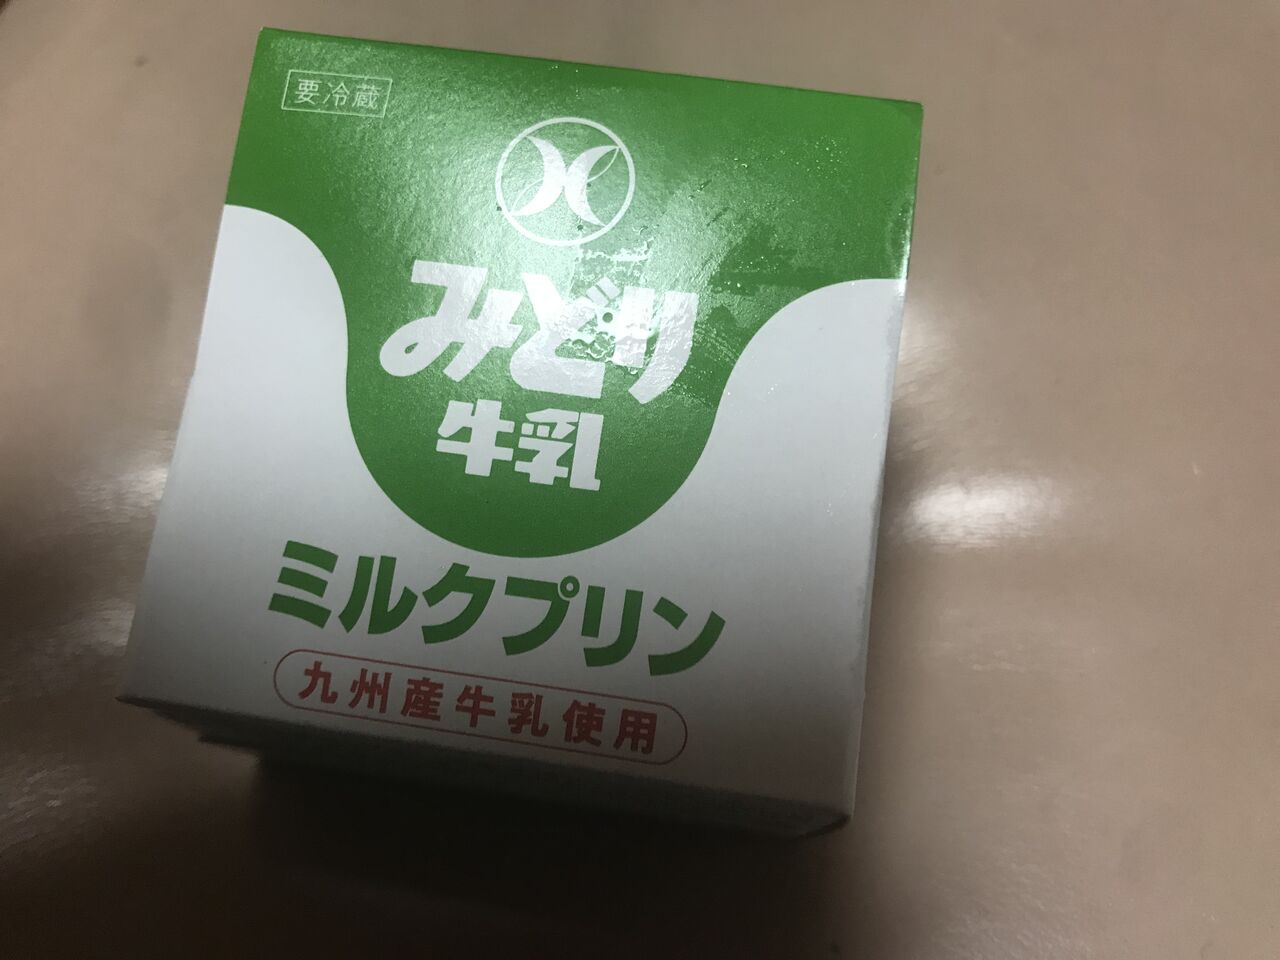 要冷蔵
みどり
牛乳
ミルクプリン
九州産牛乳使用